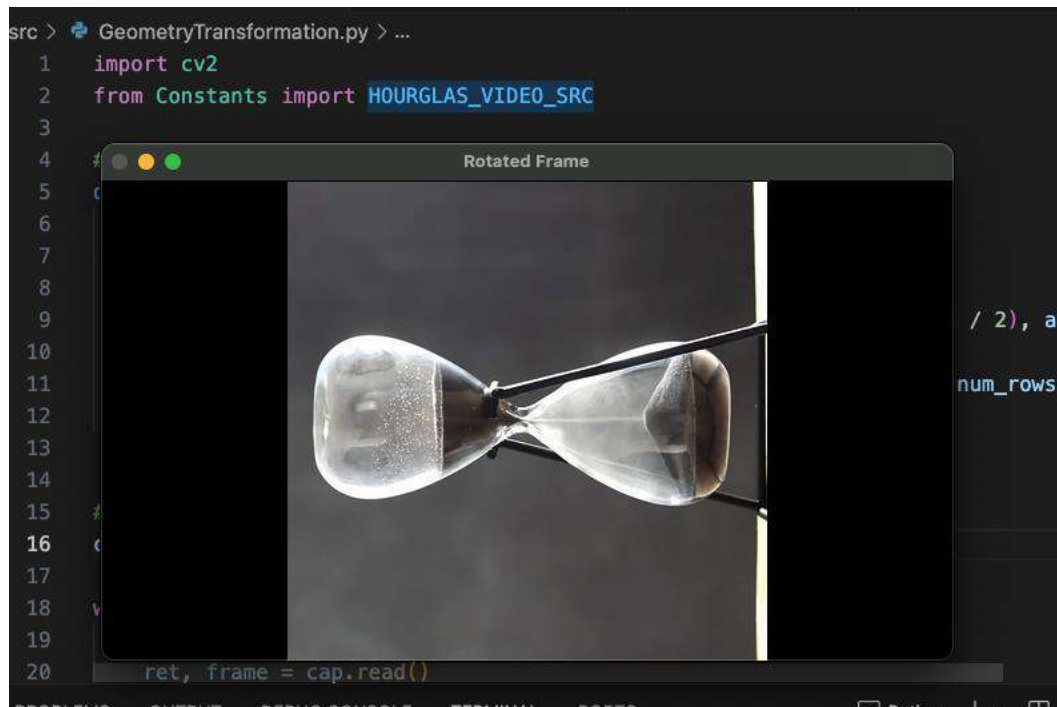 src > GeometryTransformation.py > ...
1 import cv2
2 from Constants import HOURGLAS_VIDEO_SRC
3
4 #
Rotated Frame
5
6
7
8
9 / 2), a
10
11 num_rows
12
13
14
15 #
16
17
18
19
20 ret, frame = cap.read()